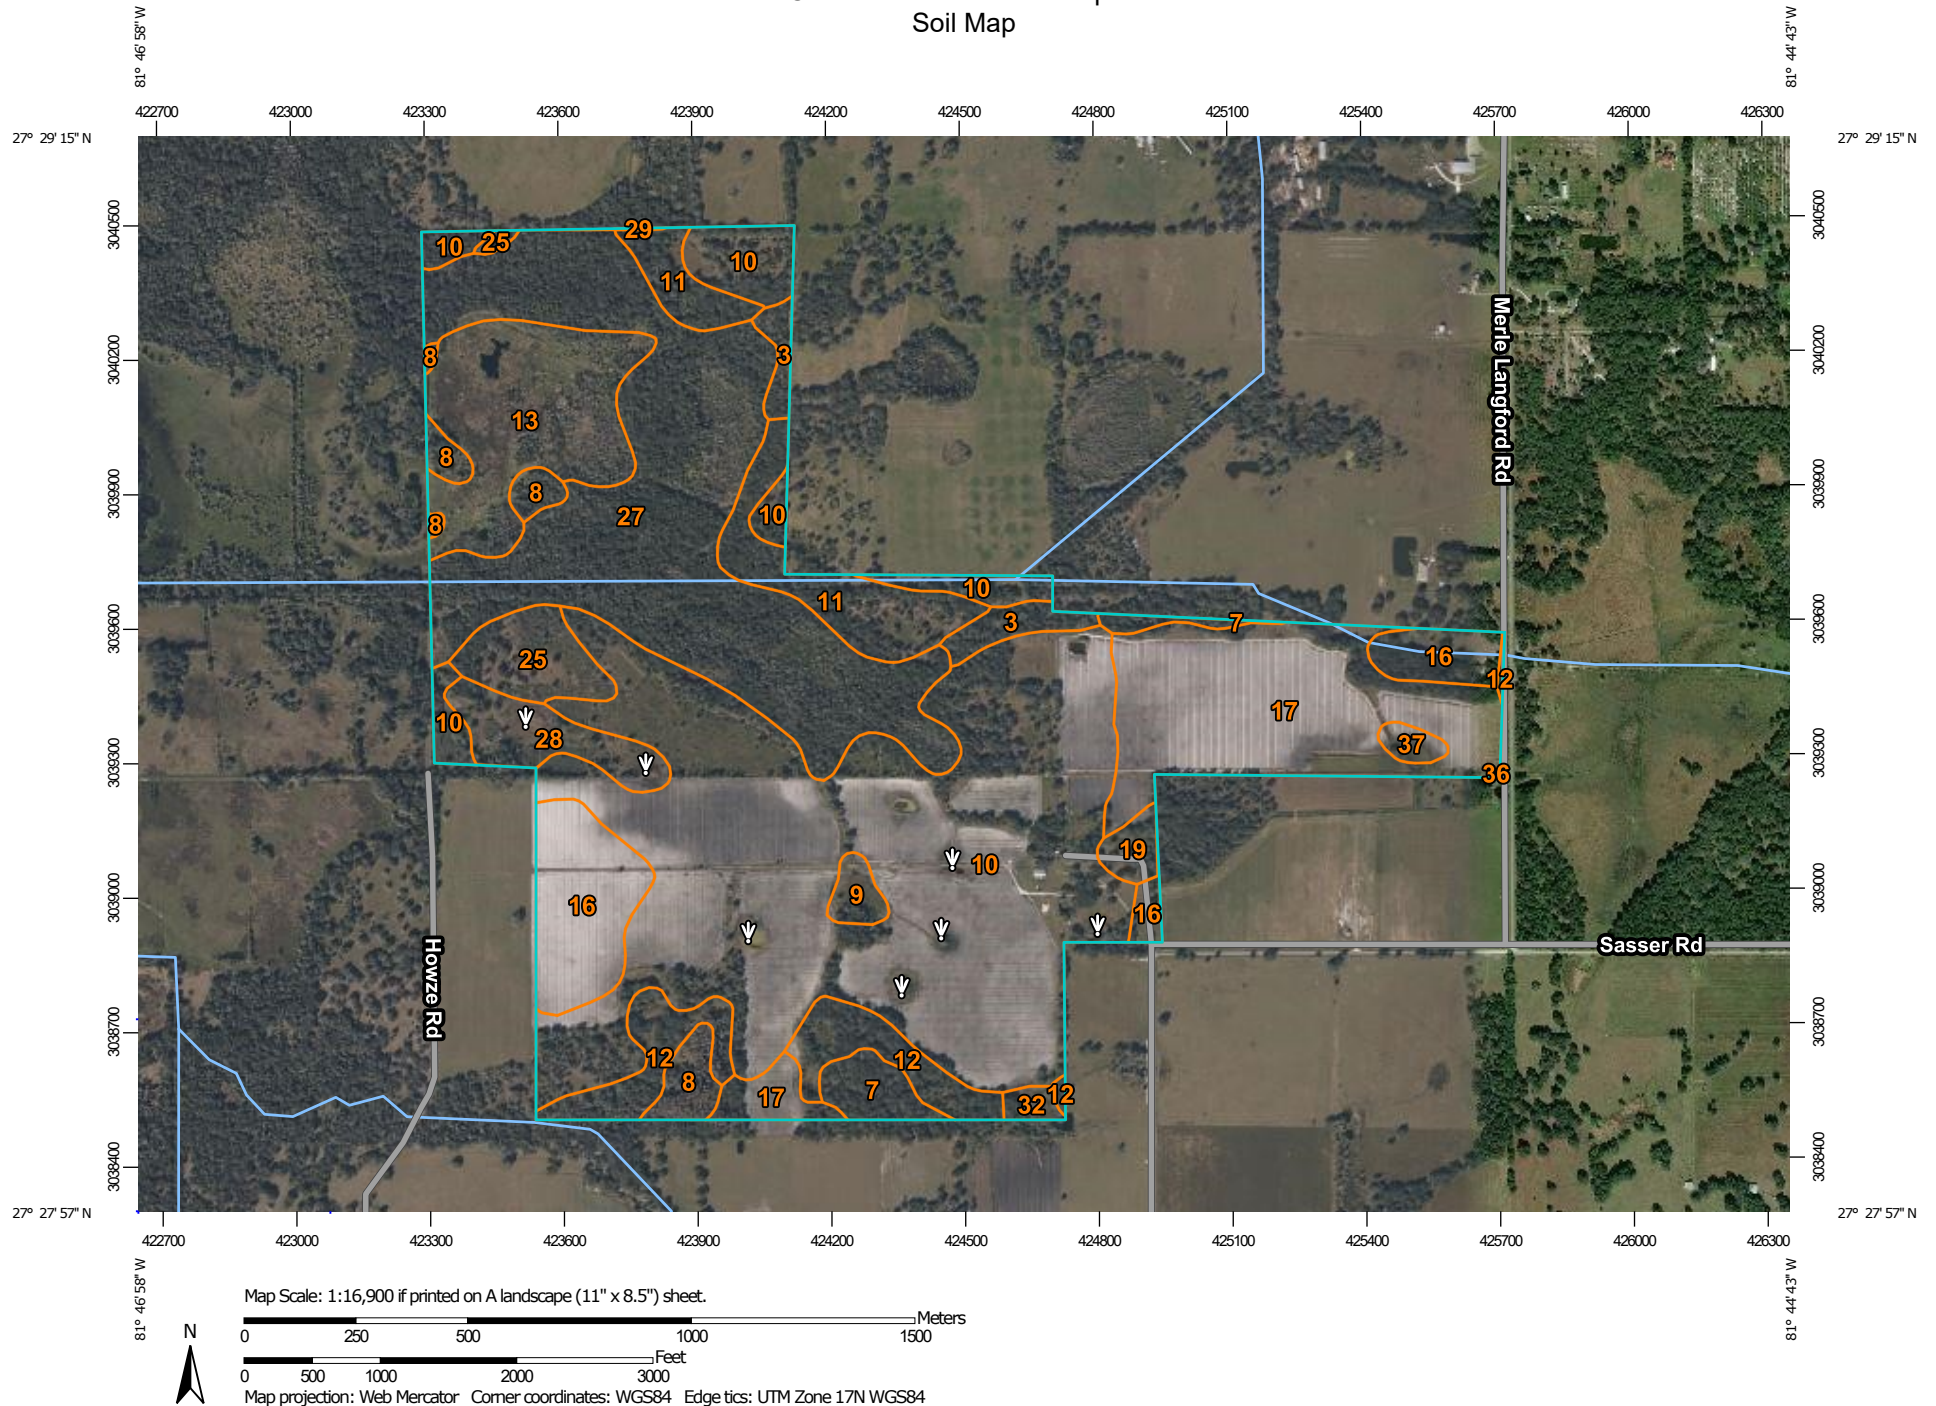 Soil Map
81° 46' 58'' W
81° 44' 43'' W
422700 423000 423300 423600 423900 424200 424500 424800 425100 425400 425700 426000 426300
27° 29' 15'' N
27° 29' 15'' N
3040500
3040500
10 25 29 10
11
3040200
3040200
8 3
13
Merle Langford Rd
8
8
3039900
3039900
8 27 10
10
11
3 7
3039600
3039600
25 16
12
10 28 17
37
3039300
3039300
36
19
10
16 9 16
3039000
3039000
Howze Rd
Sasser Rd
3038700
3038700
12 12
8 17 7 32 12
3038400
3038400
27° 27' 57'' N
27° 27' 57'' N
422700 423000 423300 423600 423900 424200 424500 424800 425100 425400 425700 426000 426300
81° 46' 58'' W
81° 44' 43'' W
Map Scale: 1:16,900 if printed on A landscape (11" x 8.5") sheet.
Meters
0 250 500 1000 1500
N
Feet
0 500 1000 2000 3000
Map projection: Web Mercator Corner coordinates: WGS84 Edge tics: UTM Zone 17N WGS84